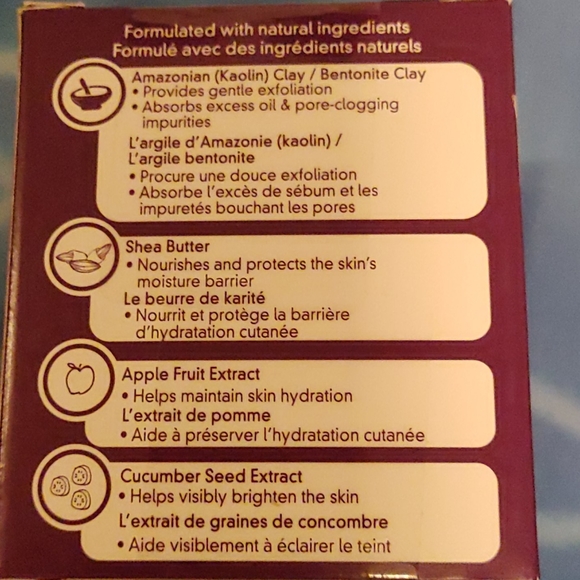 Formulated with natural ingredients
Formulé avec des ingrédients naturels
Amazonian (Kaolin) Clay / Bentonite Clay
• Provides gentle exfoliation
• Absorbs excess oil & pore-clogging
impurities
L'argile d'Amazonie (kaolin) /
L'argile bentonite
• Procure une douce exfoliation
• Absorbe l'excès de sébum et les
impuretés bouchant les pores
Shea Butter
• Nourishes and protects the skin's
moisture barrier
Le beurre de karité
• Nourrit et protège la barrière
d'hydratation cutanée
Apple Fruit Extract
• Helps maintain skin hydration
L'extrait de pomme
• Aide à préserver l'hydratation cutanée
Cucumber Seed Extract
• Helps visibly brighten the skin
L'extrait de graines de concombre
• Aide visiblement à éclairer le teint